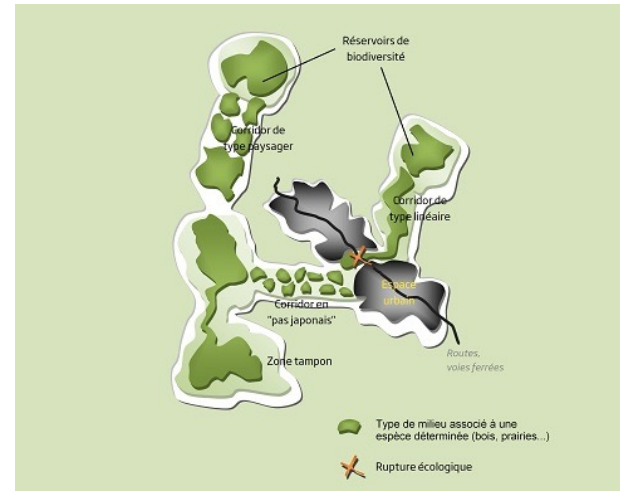 Réservoirs de
biodiversité
Corridor de
type paysager
Corridor de
type linéaire
Espace
urbain
Corridor en
"pas japonais"
Zone tampon
Routes,
voies ferrées
Type de milieu associé à une
espèce déterminée (bois, prairies...)
Rupture écologique